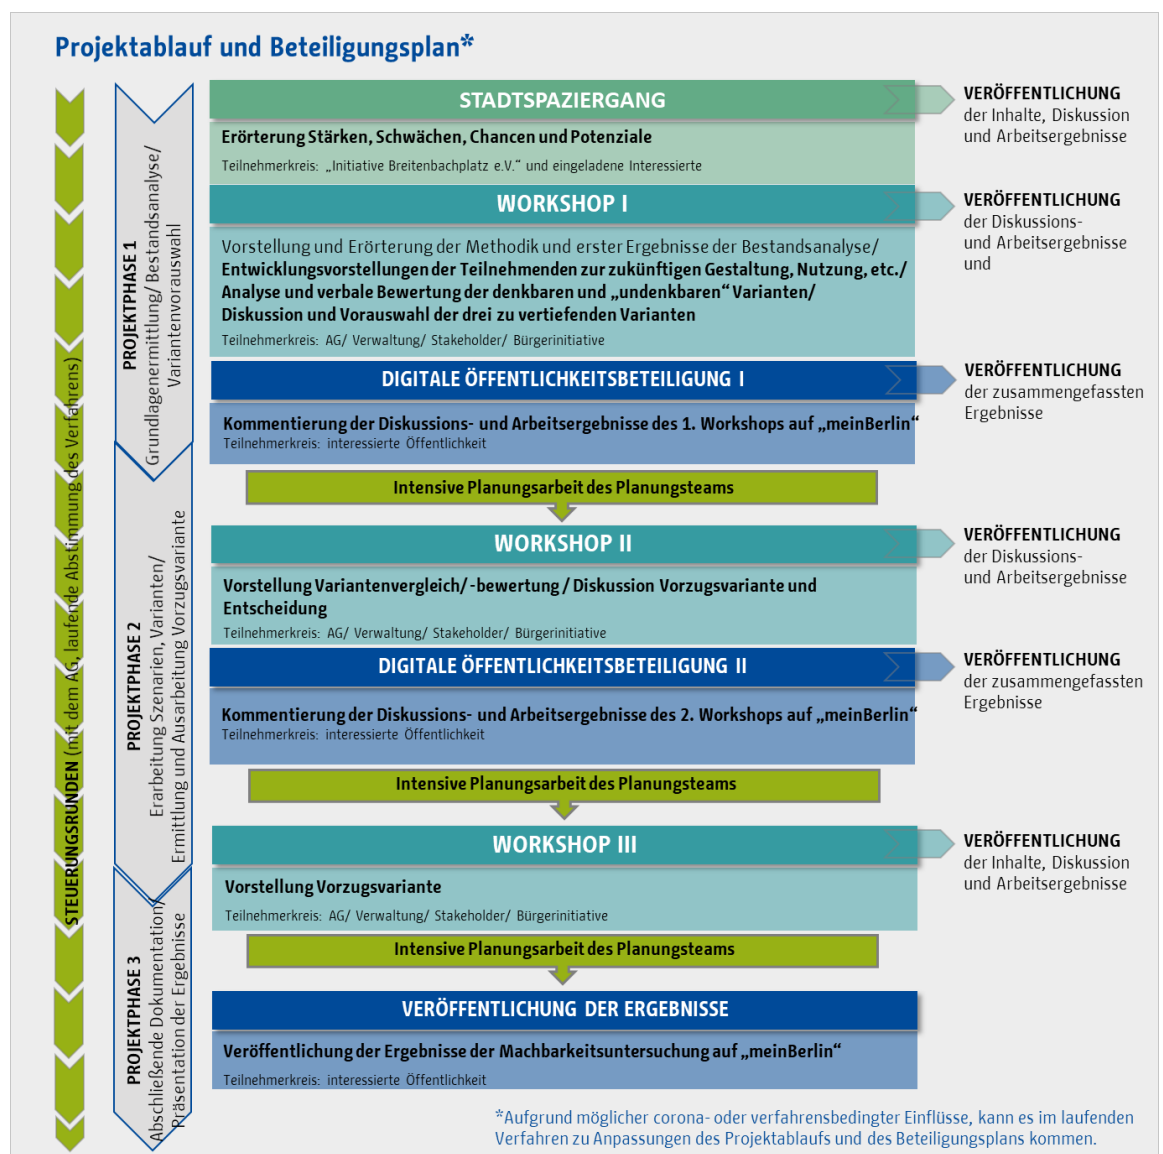 Projektablauf und Beteiligungsplan*
STEUERUNGSRUNDEN (mit dem AG, laufende Abstimmung des Verfahrens)
PROJEKTPHASE 1
Grundlagenermittlung/ Bestandsanalyse/
Variantenvorauswahl
STADTSPAZIERGANG
Erörterung Stärken, Schwächen, Chancen und Potenziale
Teilnehmerkreis: „Initiative Breitenbachplatz e.V.“ und eingeladene Interessierte
VERÖFFENTLICHUNG
der Inhalte, Diskussion
und Arbeitsergebnisse
WORKSHOP I
Vorstellung und Erörterung der Methodik und erster Ergebnisse der Bestandsanalyse/
Entwicklungsvorstellungen der Teilnehmenden zur zukünftigen Gestaltung, Nutzung, etc./
Analyse und verbale Bewertung der denkbaren und „undenkbaren“ Varianten/
Diskussion und Vorauswahl der drei zu vertiefenden Varianten
Teilnehmerkreis: AG/ Verwaltung/ Stakeholder/ Bürgerinitiative
VERÖFFENTLICHUNG
der Diskussions-
und Arbeitsergebnisse
und
DIGITALE ÖFFENTLICHKEITSBETEILIGUNG I
Kommentierung der Diskussions- und Arbeitsergebnisse des 1. Workshops auf „meinBerlin“
Teilnehmerkreis: interessierte Öffentlichkeit
VERÖFFENTLICHUNG
der zusammengefassten
Ergebnisse
Intensive Planungsarbeit des Planungsteams
PROJEKTPHASE 2
Erarbeitung Szenarien, Varianten/
Ermittlung und Ausarbeitung Vorzugsvariante
WORKSHOP II
Vorstellung Variantenvergleich/ -bewertung / Diskussion Vorzugsvariante und
Entscheidung
Teilnehmerkreis: AG/ Verwaltung/ Stakeholder/ Bürgerinitiative
VERÖFFENTLICHUNG
der Diskussions-
und Arbeitsergebnisse
DIGITALE ÖFFENTLICHKEITSBETEILIGUNG II
Kommentierung der Diskussions- und Arbeitsergebnisse des 2. Workshops auf „meinBerlin“
Teilnehmerkreis: interessierte Öffentlichkeit
VERÖFFENTLICHUNG
der zusammengefassten
Ergebnisse
Intensive Planungsarbeit des Planungsteams
WORKSHOP III
Vorstellung Vorzugsvariante
Teilnehmerkreis: AG/ Verwaltung/ Stakeholder/ Bürgerinitiative
VERÖFFENTLICHUNG
der Inhalte, Diskussion
und Arbeitsergebnisse
PROJEKTPHASE 3
Abschließende Dokumentation/
Präsentation der Ergebnisse
Intensive Planungsarbeit des Planungsteams
VERÖFFENTLICHUNG DER ERGEBNISSE
Veröffentlichung der Ergebnisse der Machbarkeitsuntersuchung auf „meinBerlin“
Teilnehmerkreis: interessierte Öffentlichkeit
*Aufgrund möglicher corona- oder verfahrensbedingter Einflüsse, kann es im laufenden
Verfahren zu Anpassungen des Projektablaufs und des Beteiligungsplans kommen.